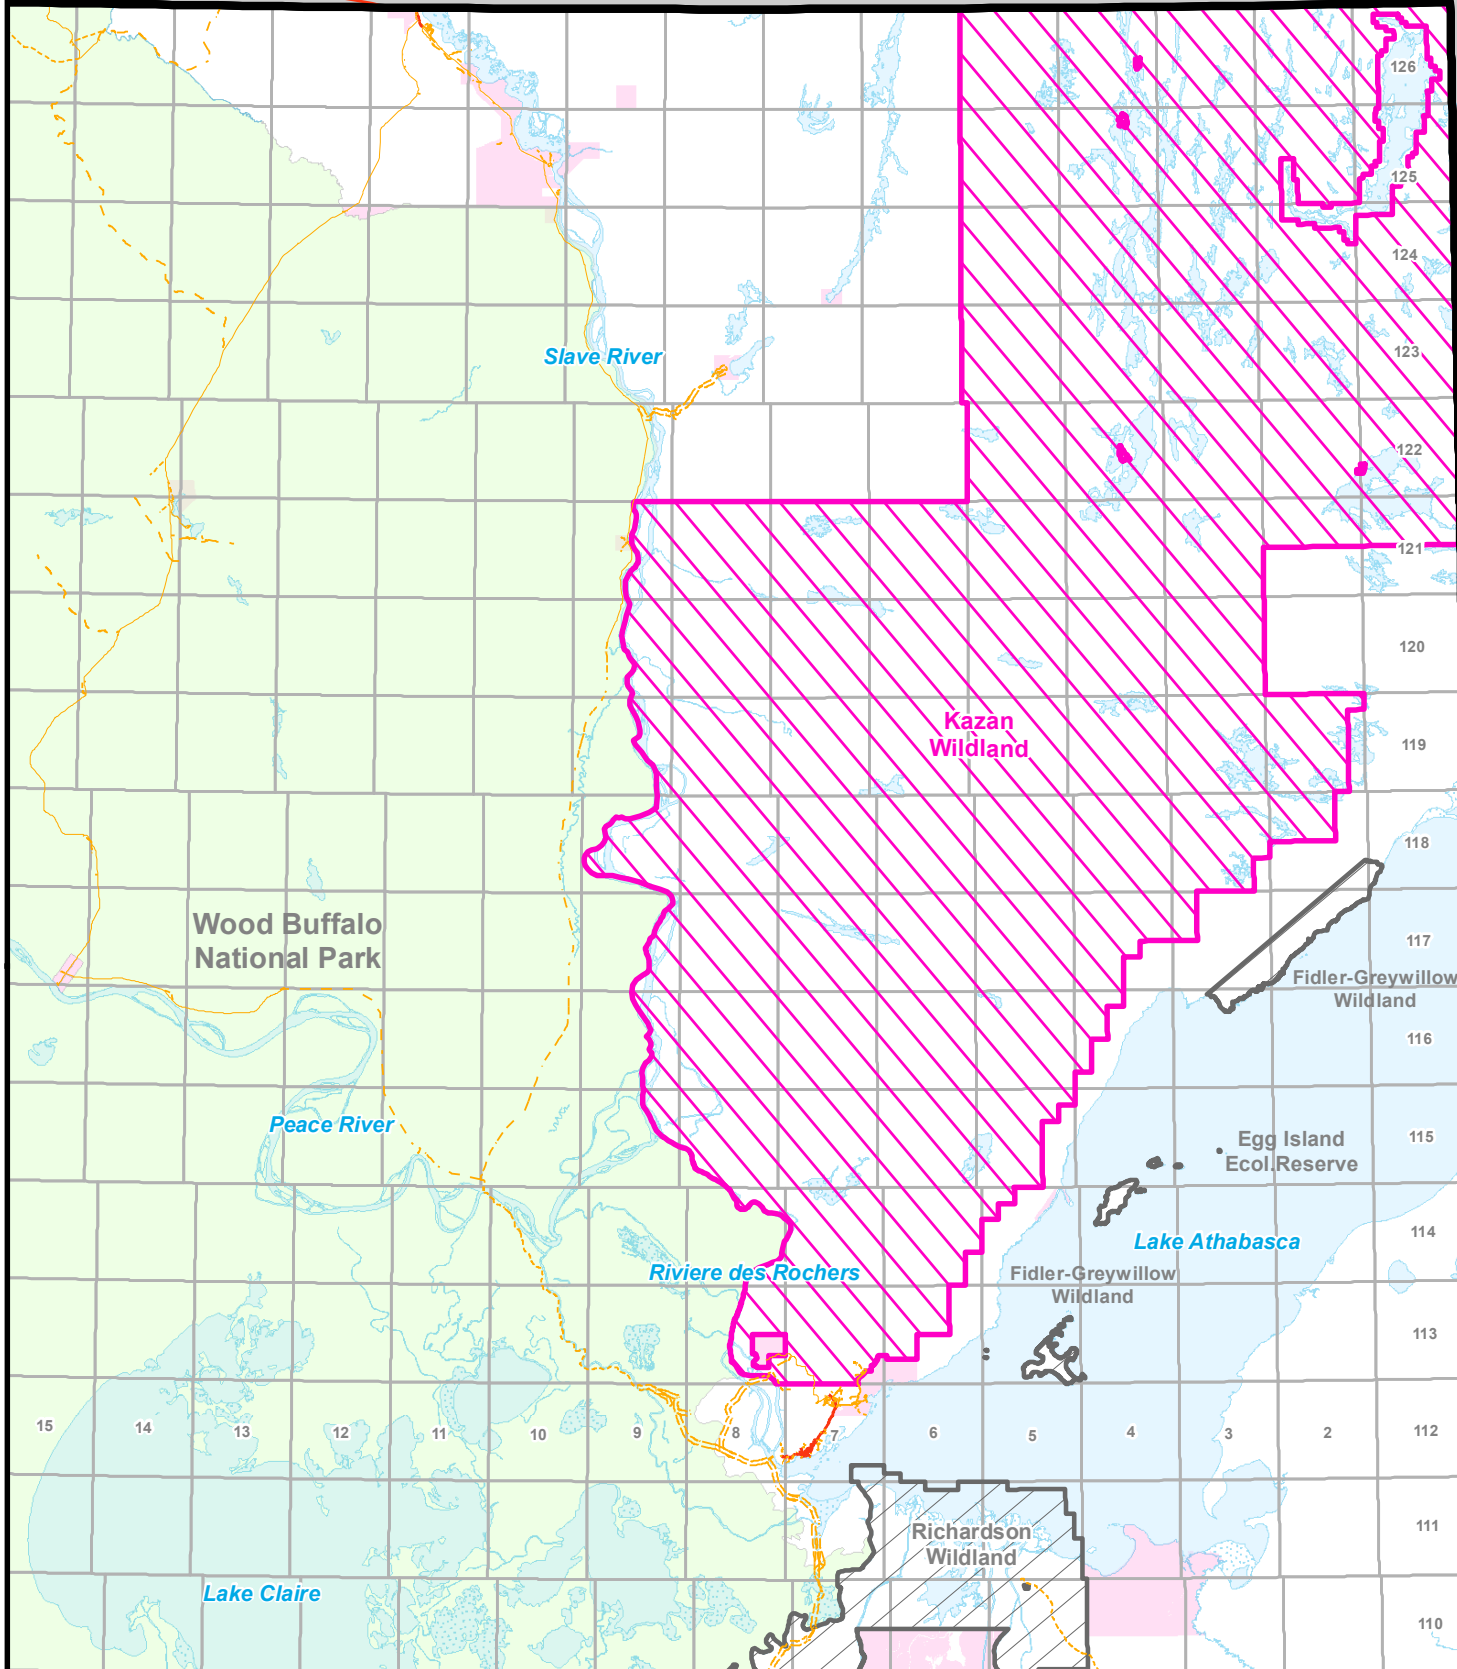 126
125
124
123
Slave River
122
121
120
Kazan
Wildland
119
118
Wood Buffalo
National Park
117
Fidler-Greywillow
Wildland
116
Peace River
115
Egg Island
Ecol.Reserve
114
Lake Athabasca
Riviere des Rochers
Fidler-Greywillow
Wildland
113
15 14 13 12 11 10 9 8 7 6 5 4 3 2 112
Richardson
Wildland
111
Lake Claire
110